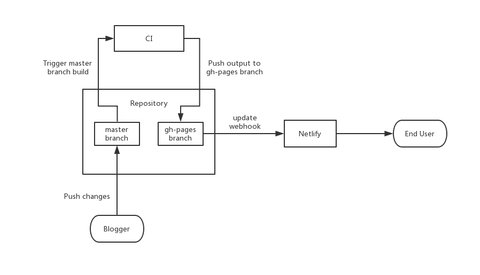 CI
Trigger master
branch build
Push output to
gh-pages branch
Repository
master
branch
gh-pages
branch
update
webhook
Netlify
End User
Push changes
Blogger